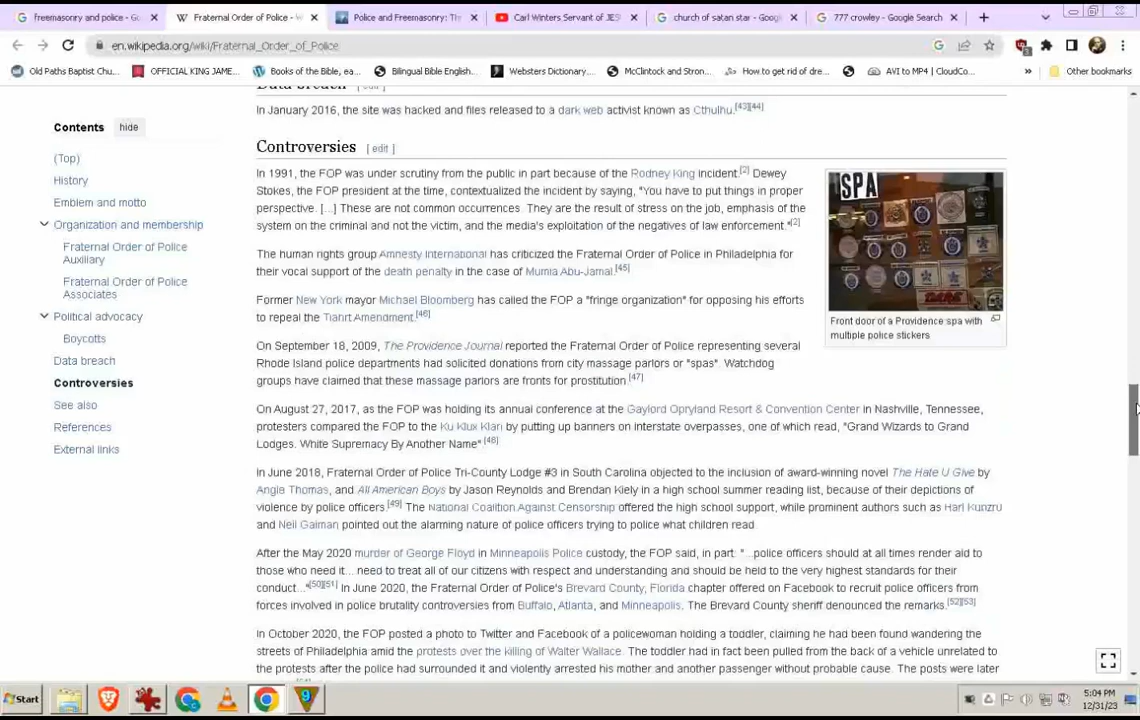 freemasonry and police - Go
Fraternal Order of Police - W
Police and Freemasonry: Th
Carl Winters Servant of JES
church of satan star - Googl
777 crowley - Google Search
en.wikipedia.org/wiki/Fraternal_Order_of_Police
Old Paths Baptist Chu...
OFFICIAL KING JAME...
Books of the Bible, ea...
Bilingual Bible English...
Websters Dictionary...
McClintock and Stron...
How to get rid of dre...
AVI to MP4 | CloudCo...
»
Other bookmarks
Data breach [ edit ]
In January 2016, the site was hacked and files released to a dark web activist known as Cthulhu.[43][44]
Contents hide
(Top)
History
Emblem and motto
Organization and membership
Fraternal Order of Police
Auxiliary
Fraternal Order of Police
Associates
Political advocacy
Boycotts
Data breach
Controversies
See also
References
External links
Controversies [ edit ]
In 1991, the FOP was under scrutiny from the public in part because of the Rodney King incident.[2] Dewey
Stokes, the FOP president at the time, contextualized the incident by saying, "You have to put things in proper
perspective. [...] These are not common occurrences. They are the result of stress on the job, emphasis of the
system on the criminal and not the victim, and the media's exploitation of the negatives of law enforcement."[2]
The human rights group Amnesty International has criticized the Fraternal Order of Police in Philadelphia for
their vocal support of the death penalty in the case of Mumia Abu-Jamal.[45]
Former New York mayor Michael Bloomberg has called the FOP a "fringe organization" for opposing his efforts
to repeal the Tiahrt Amendment.[46]
On September 18, 2009, The Providence Journal reported the Fraternal Order of Police representing several
Rhode Island police departments had solicited donations from city massage parlors or "spas". Watchdog
groups have claimed that these massage parlors are fronts for prostitution.[47]
SPA
DARE
Front door of a Providence spa with
multiple police stickers
On August 27, 2017, as the FOP was holding its annual conference at the Gaylord Opryland Resort & Convention Center in Nashville, Tennessee,
protesters compared the FOP to the Ku Klux Klan by putting up banners on interstate overpasses, one of which read, "Grand Wizards to Grand
Lodges. White Supremacy By Another Name" [48]
In June 2018, Fraternal Order of Police Tri-County Lodge #3 in South Carolina objected to the inclusion of award-winning novel The Hate U Give by
Angie Thomas, and All American Boys by Jason Reynolds and Brendan Kiely in a high school summer reading list, because of their depictions of
violence by police officers.[49] The National Coalition Against Censorship offered the high school support, while prominent authors such as Hari Kunzru
and Neil Gaiman pointed out the alarming nature of police officers trying to police what children read
After the May 2020 murder of George Floyd in Minneapolis Police custody, the FOP said, in part: "...police officers should at all times render aid to
those who need it... need to treat all of our citizens with respect and understanding and should be held to the very highest standards for their
conduct..."[50][51] In June 2020, the Fraternal Order of Police's Brevard County, Florida chapter offered on Facebook to recruit police officers from
forces involved in police brutality controversies from Buffalo, Atlanta, and Minneapolis. The Brevard County sheriff denounced the remarks.[52][53]
In October 2020, the FOP posted a photo to Twitter and Facebook of a policewoman holding a toddler, claiming he had been found wandering the
streets of Philadelphia amid the protests over the killing of Walter Wallace. The toddler had in fact been pulled from the back of a vehicle unrelated to
the protests after the police had surrounded it and violently arrested his mother and another passenger without probable cause. The posts were later
Start
9
5:04 PM
12/31/23